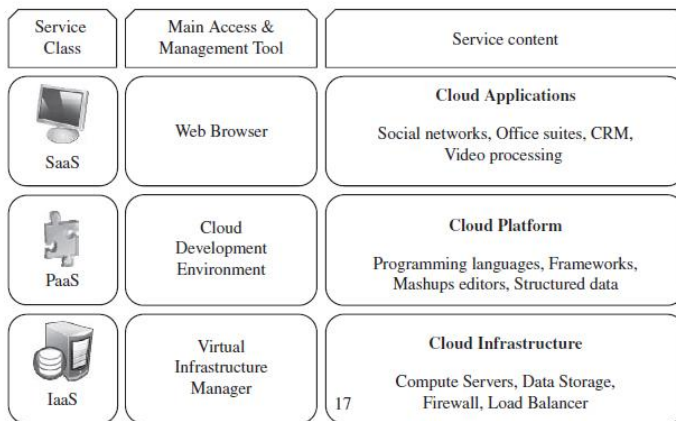 Service
Class
Main Access &
Management Tool
Service content
SaaS
Web Browser
Cloud Applications
Social networks, Office suites, CRM,
Video processing
PaaS
Cloud
Development
Environment
Cloud Platform
Programming languages, Frameworks,
Mashups editors, Structured data
IaaS
Virtual
Infrastructure
Manager
17
Cloud Infrastructure
Compute Servers, Data Storage,
Firewall, Load Balancer